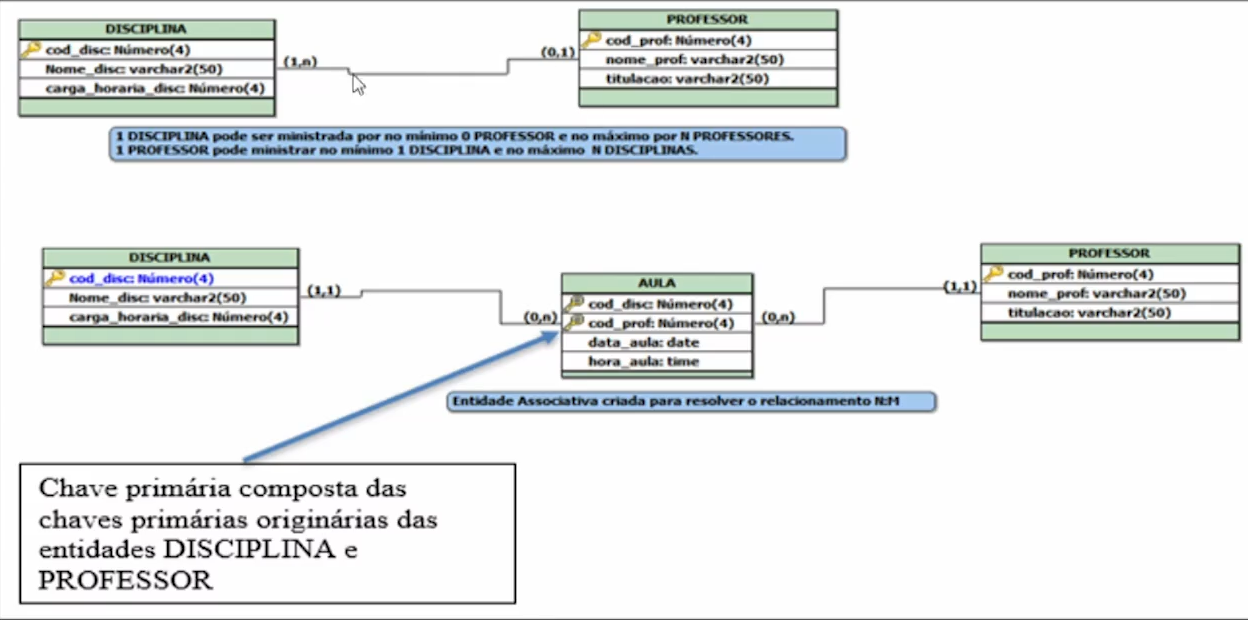 DISCIPLINA
cod_disc: Número(4)
Nome_disc: varchar2(50)
carga_horaria_disc: Número(4)
(1,n)
(0,1)
PROFESSOR
cod_prof: Número(4)
nome_prof: varchar2(50)
titulacao: varchar2(50)
1 DISCIPLINA pode ser ministrada por no mínimo 0 PROFESSOR e no máximo por N PROFESSORES.
1 PROFESSOR pode ministrar no mínimo 1 DISCIPLINA e no máximo N DISCIPLINAS.
DISCIPLINA
cod_disc: Número(4)
Nome_disc: varchar2(50)
carga_horaria_disc: Número(4)
(1,1)
(0,n)
AULA
cod_disc: Número(4)
cod_prof: Número(4)
data_aula: date
hora_aula: time
(0,n)
(1,1)
PROFESSOR
cod_prof: Número(4)
nome_prof: varchar2(50)
titulacao: varchar2(50)
Entidade Associativa criada para resolver o relacionamento N:M
Chave primária composta das
chaves primárias originárias das
entidades DISCIPLINA e
PROFESSOR